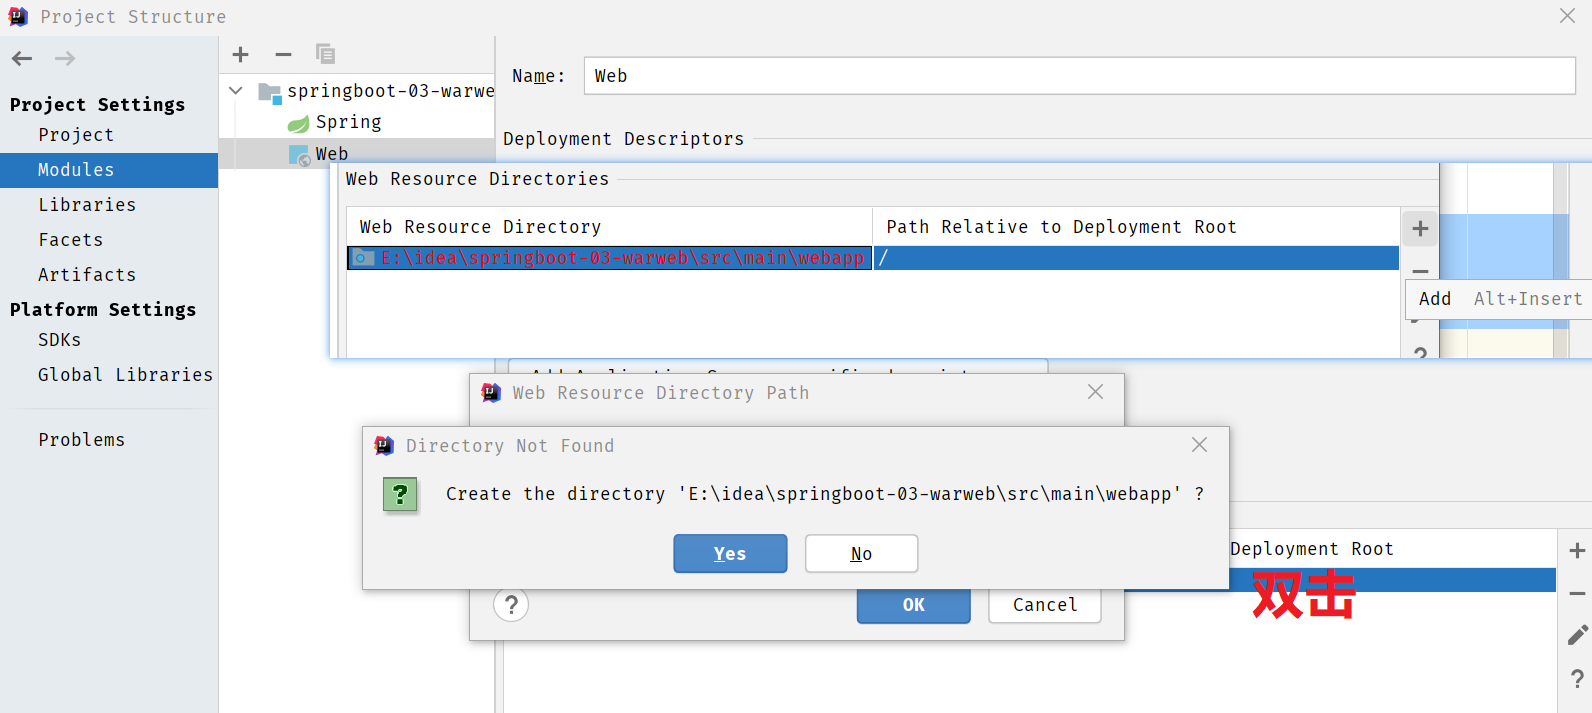 Project Structure
Project Settings
Project
Modules
Libraries
Facets
Artifacts
Platform Settings
SDKs
Global Libraries
Problems
springboot-03-warwe
Spring
Web
Name:
Web
Deployment Descriptors
Web Resource Directories
Web Resource Directory
Path Relative to Deployment Root
E:\idea\springboot-03-warweb\src\main\webapp
/
Add Alt+Insert
Web Resource Directory Path
Directory Not Found
Create the directory 'E:\idea\springboot-03-warweb\src\main\webapp' ?
Yes
No
Deployment Root
双击
?
OK
Cancel